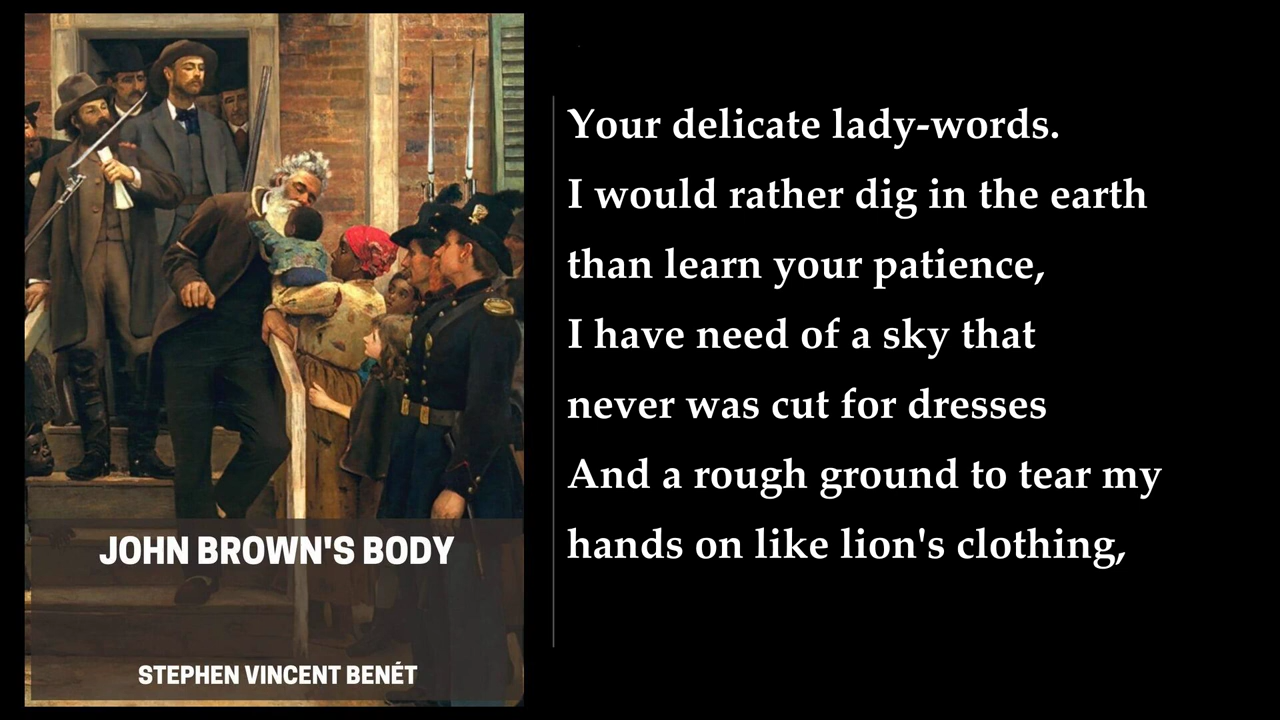 JOHN BROWN'S BODY
STEPHEN VINCENT BENÉT
Your delicate lady-words.
I would rather dig in the earth
than learn your patience,
I have need of a sky that
never was cut for dresses
And a rough ground to tear my
hands on like lion's clothing,